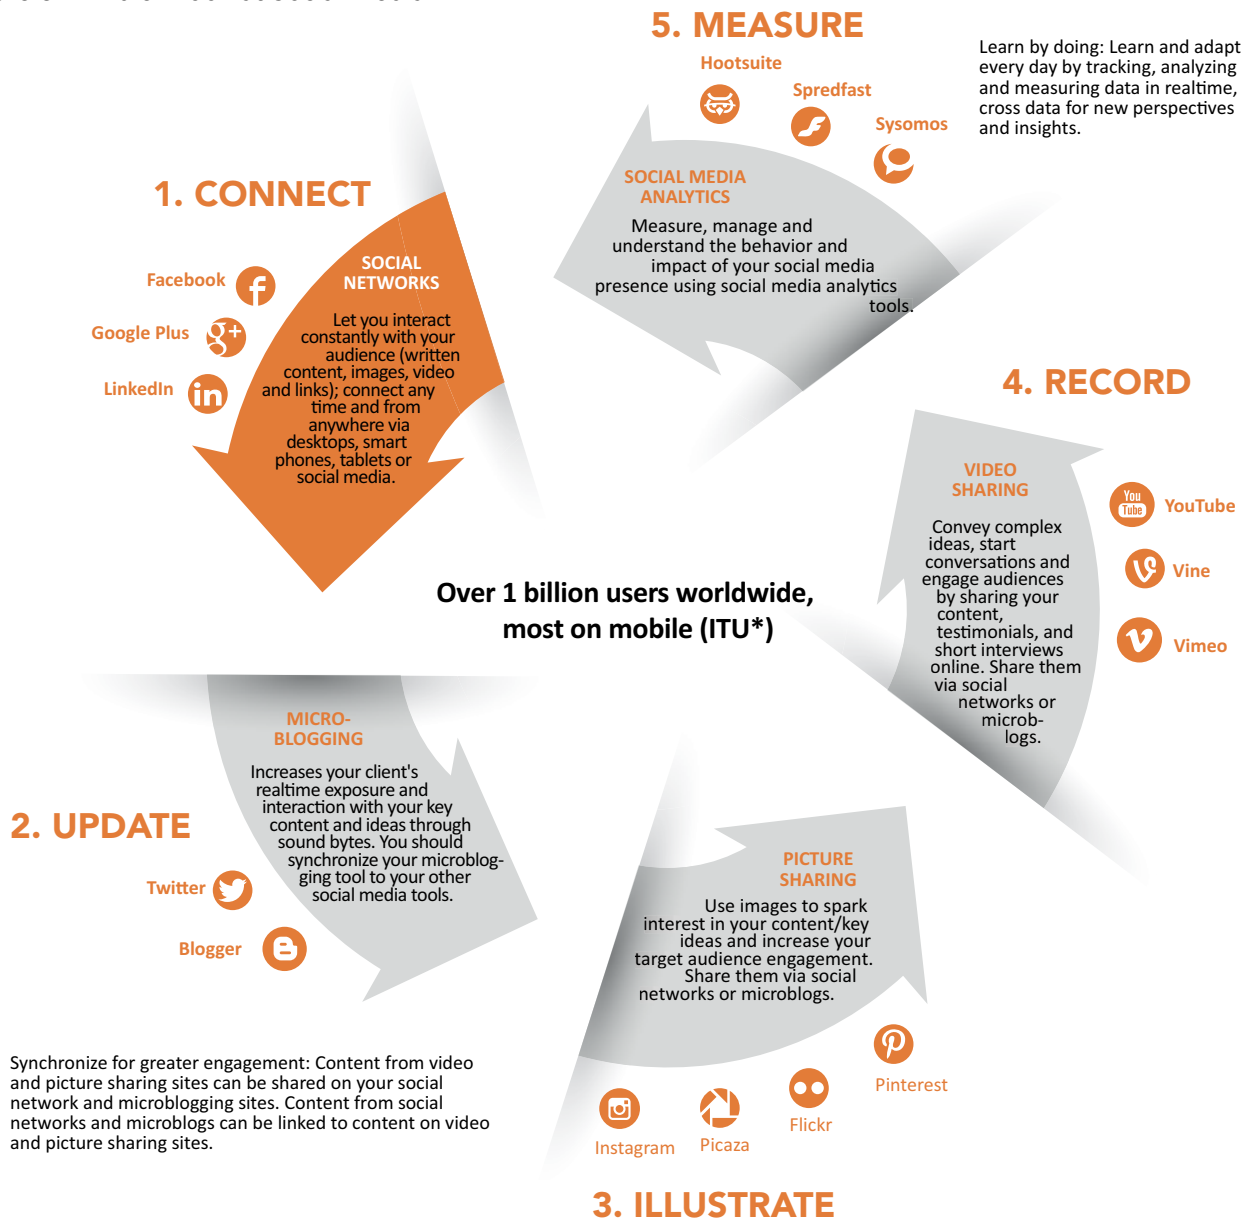 5. MEASURE
Hootsuite
Spredfast
Sysomos
Learn by doing: Learn and adapt
every day by tracking, analyzing
and measuring data in realtime,
cross data for new perspectives
and insights.
SOCIAL MEDIA
ANALYTICS
Measure, manage and
understand the behavior and
impact of your social media
presence using social media analytics
tools.
1. CONNECT
Facebook
f
Google Plus
g+
LinkedIn
in
SOCIAL
NETWORKS
Let you interact
constantly with your
audience (written
content, images, video
and links); connect any
time and from
anywhere via
desktops, smart
phones, tablets or
social media.
4. RECORD
VIDEO
SHARING
Convey complex
ideas, start
conversations and
engage audiences
by sharing your
content,
testimonials, and
short interviews
online. Share them
via social
networks or
microb-
logs.
You
Tube
YouTube
Vine
Vimeo
Over 1 billion users worldwide,
most on mobile (ITU*)
MICRO-
BLOGGING
Increases your client's
realtime exposure and
interaction with your key
content and ideas through
sound bytes. You should
synchronize your microblog-
ging tool to your other
social media tools.
2. UPDATE
Twitter
Blogger
PICTURE
SHARING
Use images to spark
interest in your content/key
ideas and increase your
target audience engagement.
Share them via social
networks or microblogs.
Instagram
Picaza
Flickr
Pinterest
3. ILLUSTRATE
Synchronize for greater engagement: Content from video
and picture sharing sites can be shared on your social
network and microblogging sites. Content from social
networks and microblogs can be linked to content on video
and picture sharing sites.